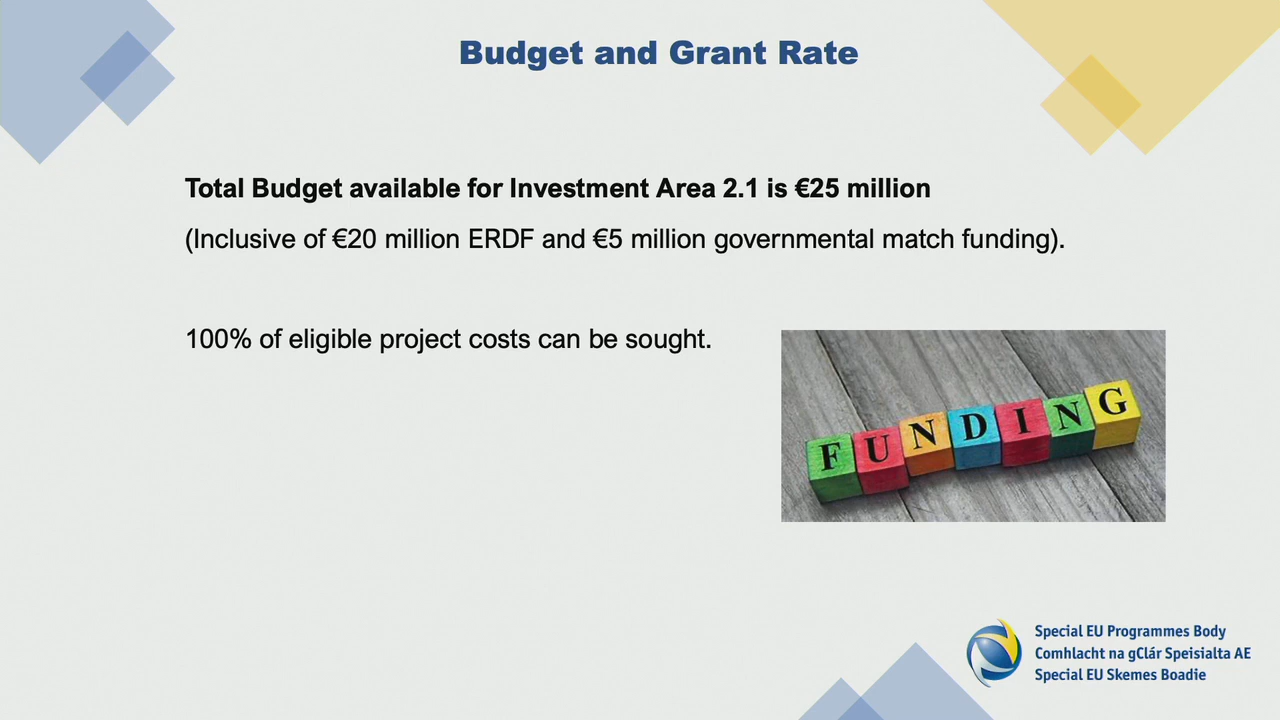 Budget and Grant Rate
Total Budget available for Investment Area 2.1 is €25 million
(Inclusive of €20 million ERDF and €5 million governmental match funding).
100% of eligible project costs can be sought.
FUNDING
Special EU Programmes Body
Comhlacht na gClár Speisialta AE
Special EU Skemes Boadie